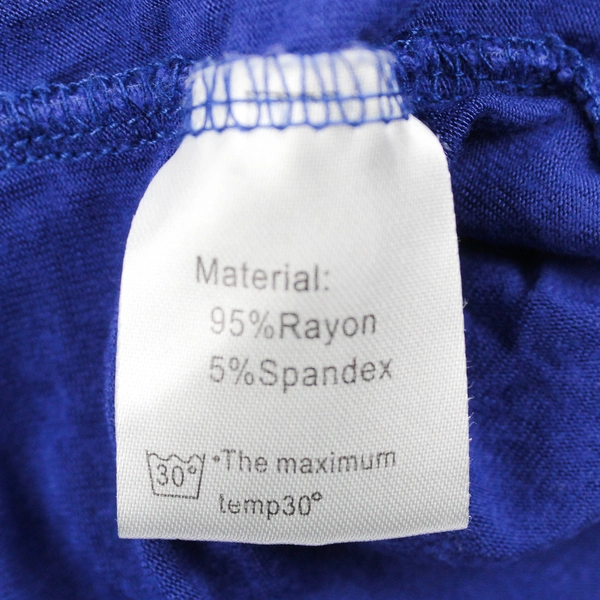 Material:
95%Rayon
5%Spandex
30° *The maximum
temp30°